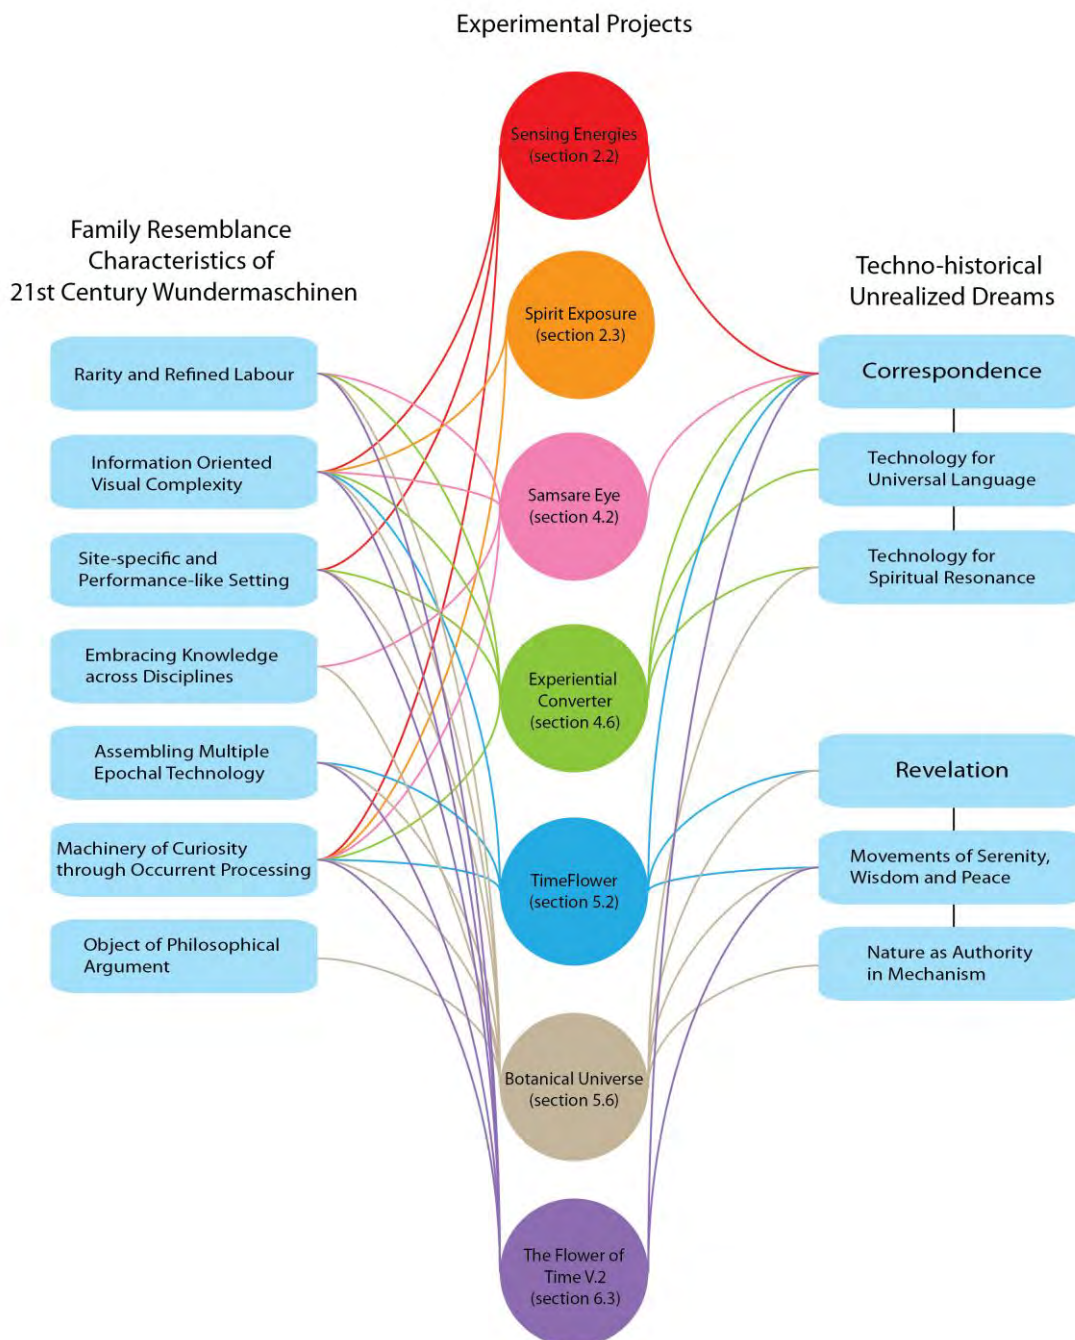 Experimental Projects
Sensing Energies
(section 2.2)
Family Resemblance
Characteristics of
21st Century Wundermaschinen
Techno-historical
Unrealized Dreams
Spirit Exposure
(section 2.3)
Rarity and Refined Labour
Correspondence
Information Oriented
Visual Complexity
Samsare Eye
(section 4.2)
Technology for
Universal Language
Site-specific and
Performance-like Setting
Technology for
Spiritual Resonance
Embracing Knowledge
across Disciplines
Experiential
Converter
(section 4.6)
Assembling Multiple
Epochal Technology
Revelation
Machinery of Curiosity
through Occurrent Processing
TimeFlower
(section 5.2)
Movements of Serenity,
Wisdom and Peace
Object of Philosophical
Argument
Nature as Authority
in Mechanism
Botanical Universe
(section 5.6)
The Flower of
Time V.2
(section 6.3)